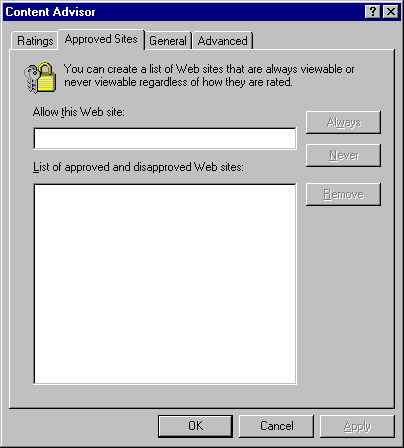 Content Advisor
Ratings Approved Sites General Advanced
You can create a list of Web sites that are always viewable or
never viewable regardless of how they are rated.
Allow this Web site:
Always
Never
List of approved and disapproved Web sites:
Remove
OK Cancel Apply